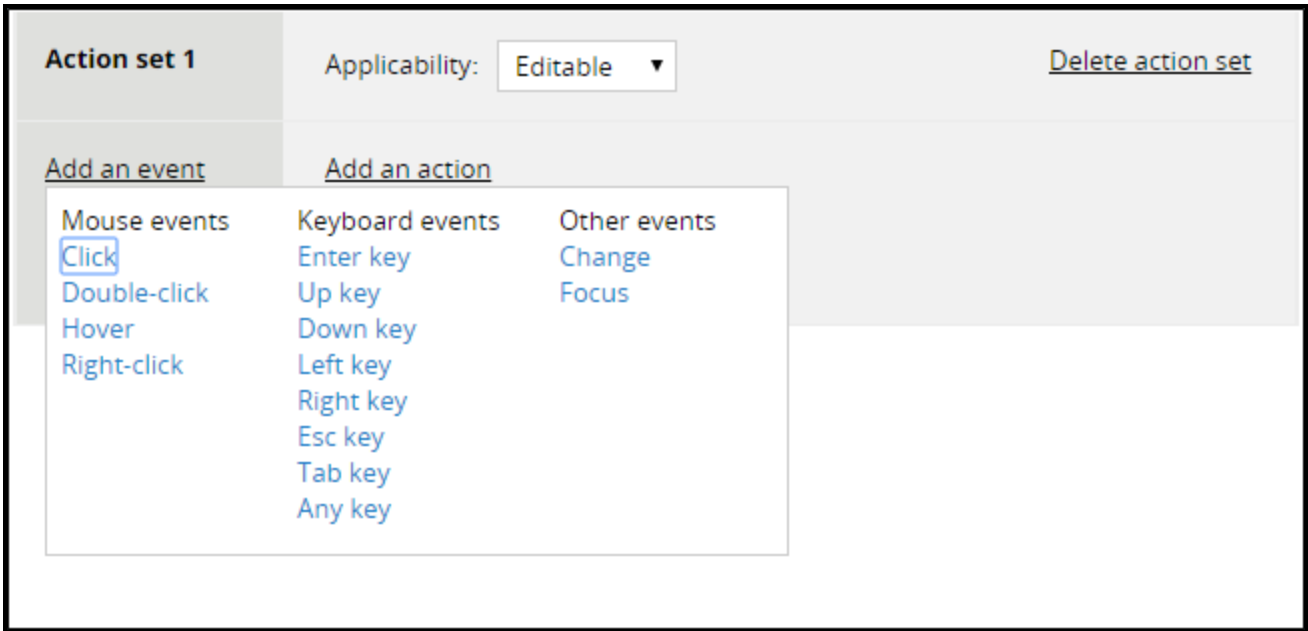 Action set 1
Applicability: Editable
Delete action set
Add an event
Add an action
Mouse events
Click
Double-click
Hover
Right-click
Keyboard events
Enter key
Up key
Down key
Left key
Right key
Esc key
Tab key
Any key
Other events
Change
Focus